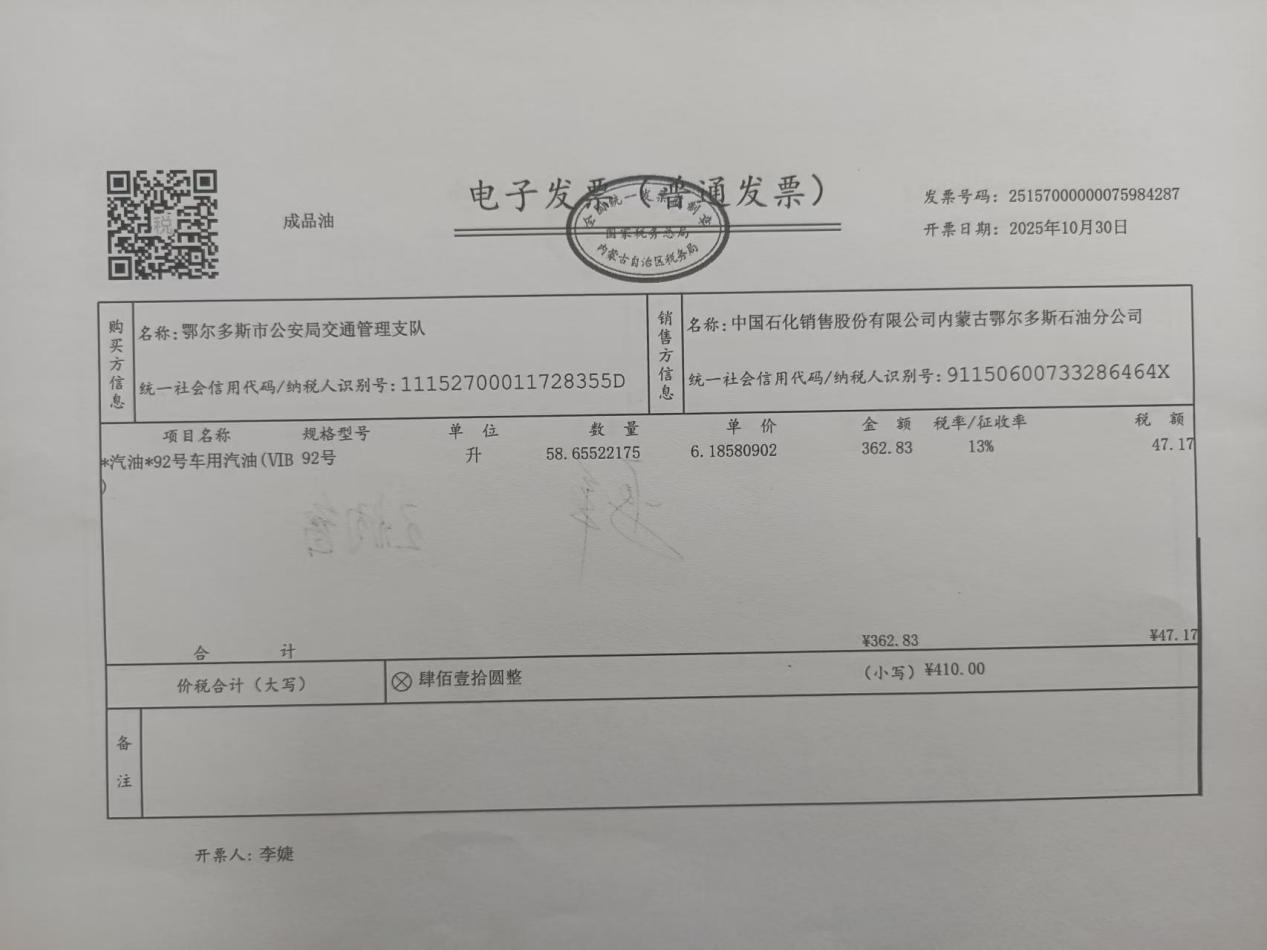 电子发票（普通发票）
全国统一发票监制章
国家税务总局
内蒙古自治区税务局
税
成品油
发票号码：25157000000075984287
开票日期：2025年10月30日
购买方信息
名称：鄂尔多斯市公安局交通管理支队
统一社会信用代码/纳税人识别号：11152700011728355D
销售方信息
名称：中国石化销售股份有限公司内蒙古鄂尔多斯石油分公司
统一社会信用代码/纳税人识别号：91150600733286464X
项目名称 规格型号 单位 数量 单价 金额 税率/征收率 税额
*汽油*92号车用汽油(VIB 92号 升 58.65522175 6.18580902 362.83 13% 47.17
)
合计 ¥362.83 ¥47.17
价税合计（大写） ⊗肆佰壹拾圆整 （小写）¥410.00
备注
开票人：李婕